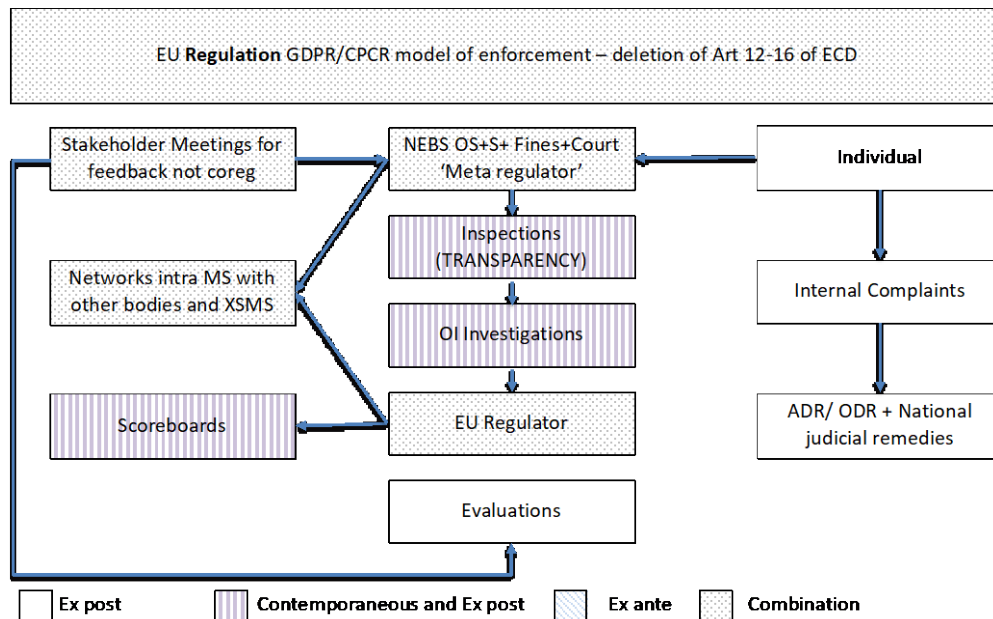 EU Regulation GDPR/CPCR model of enforcement – deletion of Art 12-16 of ECD
Stakeholder Meetings for
feedback not coreg
NEBS OS+S+ Fines+Court
‘Meta regulator’
Individual
Inspections
(TRANSPARENCY)
Networks intra MS with
other bodies and XSMS
OI Investigations
Internal Complaints
Scoreboards
EU Regulator
ADR/ ODR + National
judicial remedies
Evaluations
Ex post
Contemporaneous and Ex post
Ex ante
Combination